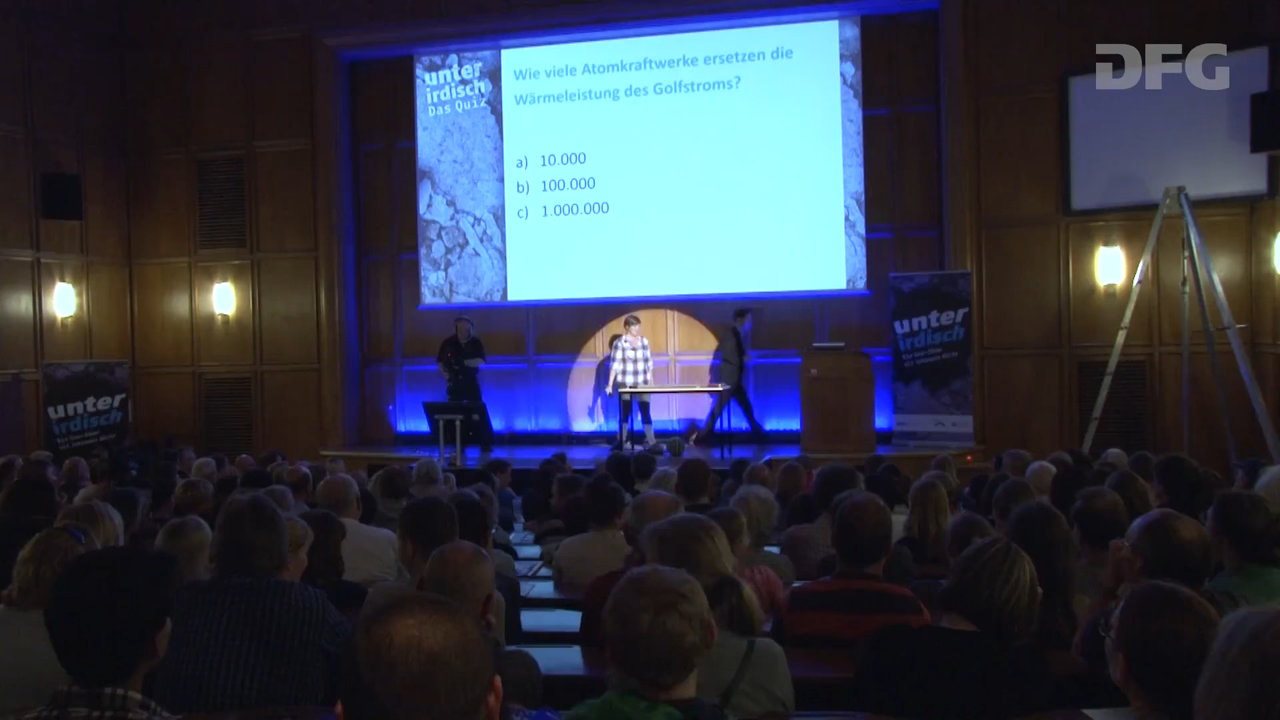 DFG
unter
irdisch
Das Quiz
Wie viele Atomkraftwerke ersetzen die
Wärmeleistung des Golfstroms?
a) 10.000
b) 100.000
c) 1.000.000
unter
irdisch
unter
irdisch